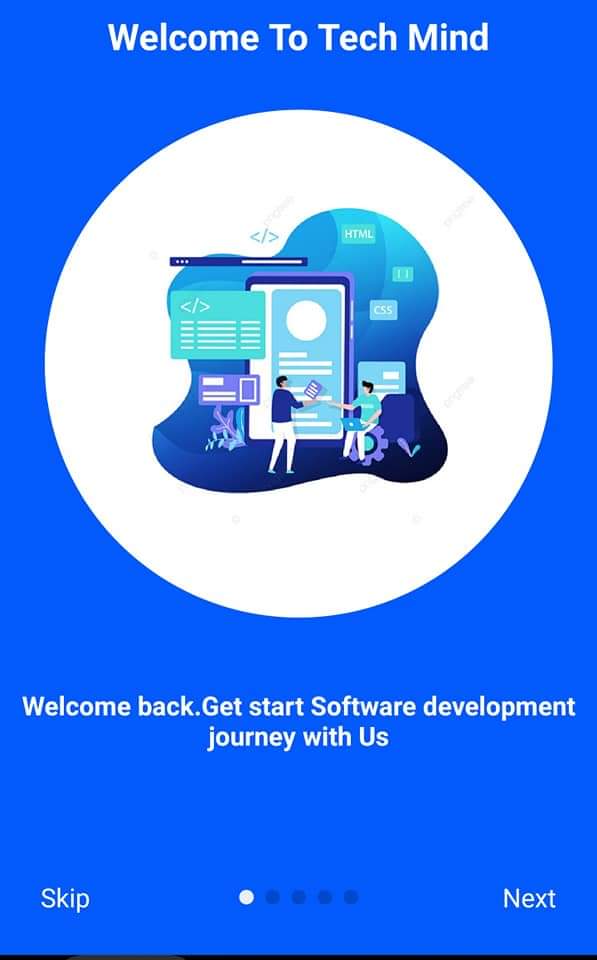 Welcome To Tech Mind
</>
HTML
[ ]
</>
CSS
Welcome back.Get start Software development
journey with Us
Skip
Next